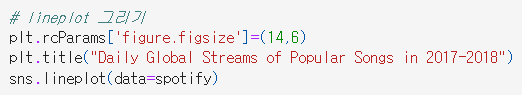 # lineplot 그리기
plt.rcParams['figure.figsize']=(14,6)
plt.title("Daily Global Streams of Popular Songs in 2017-2018")
sns.lineplot(data=spotify)